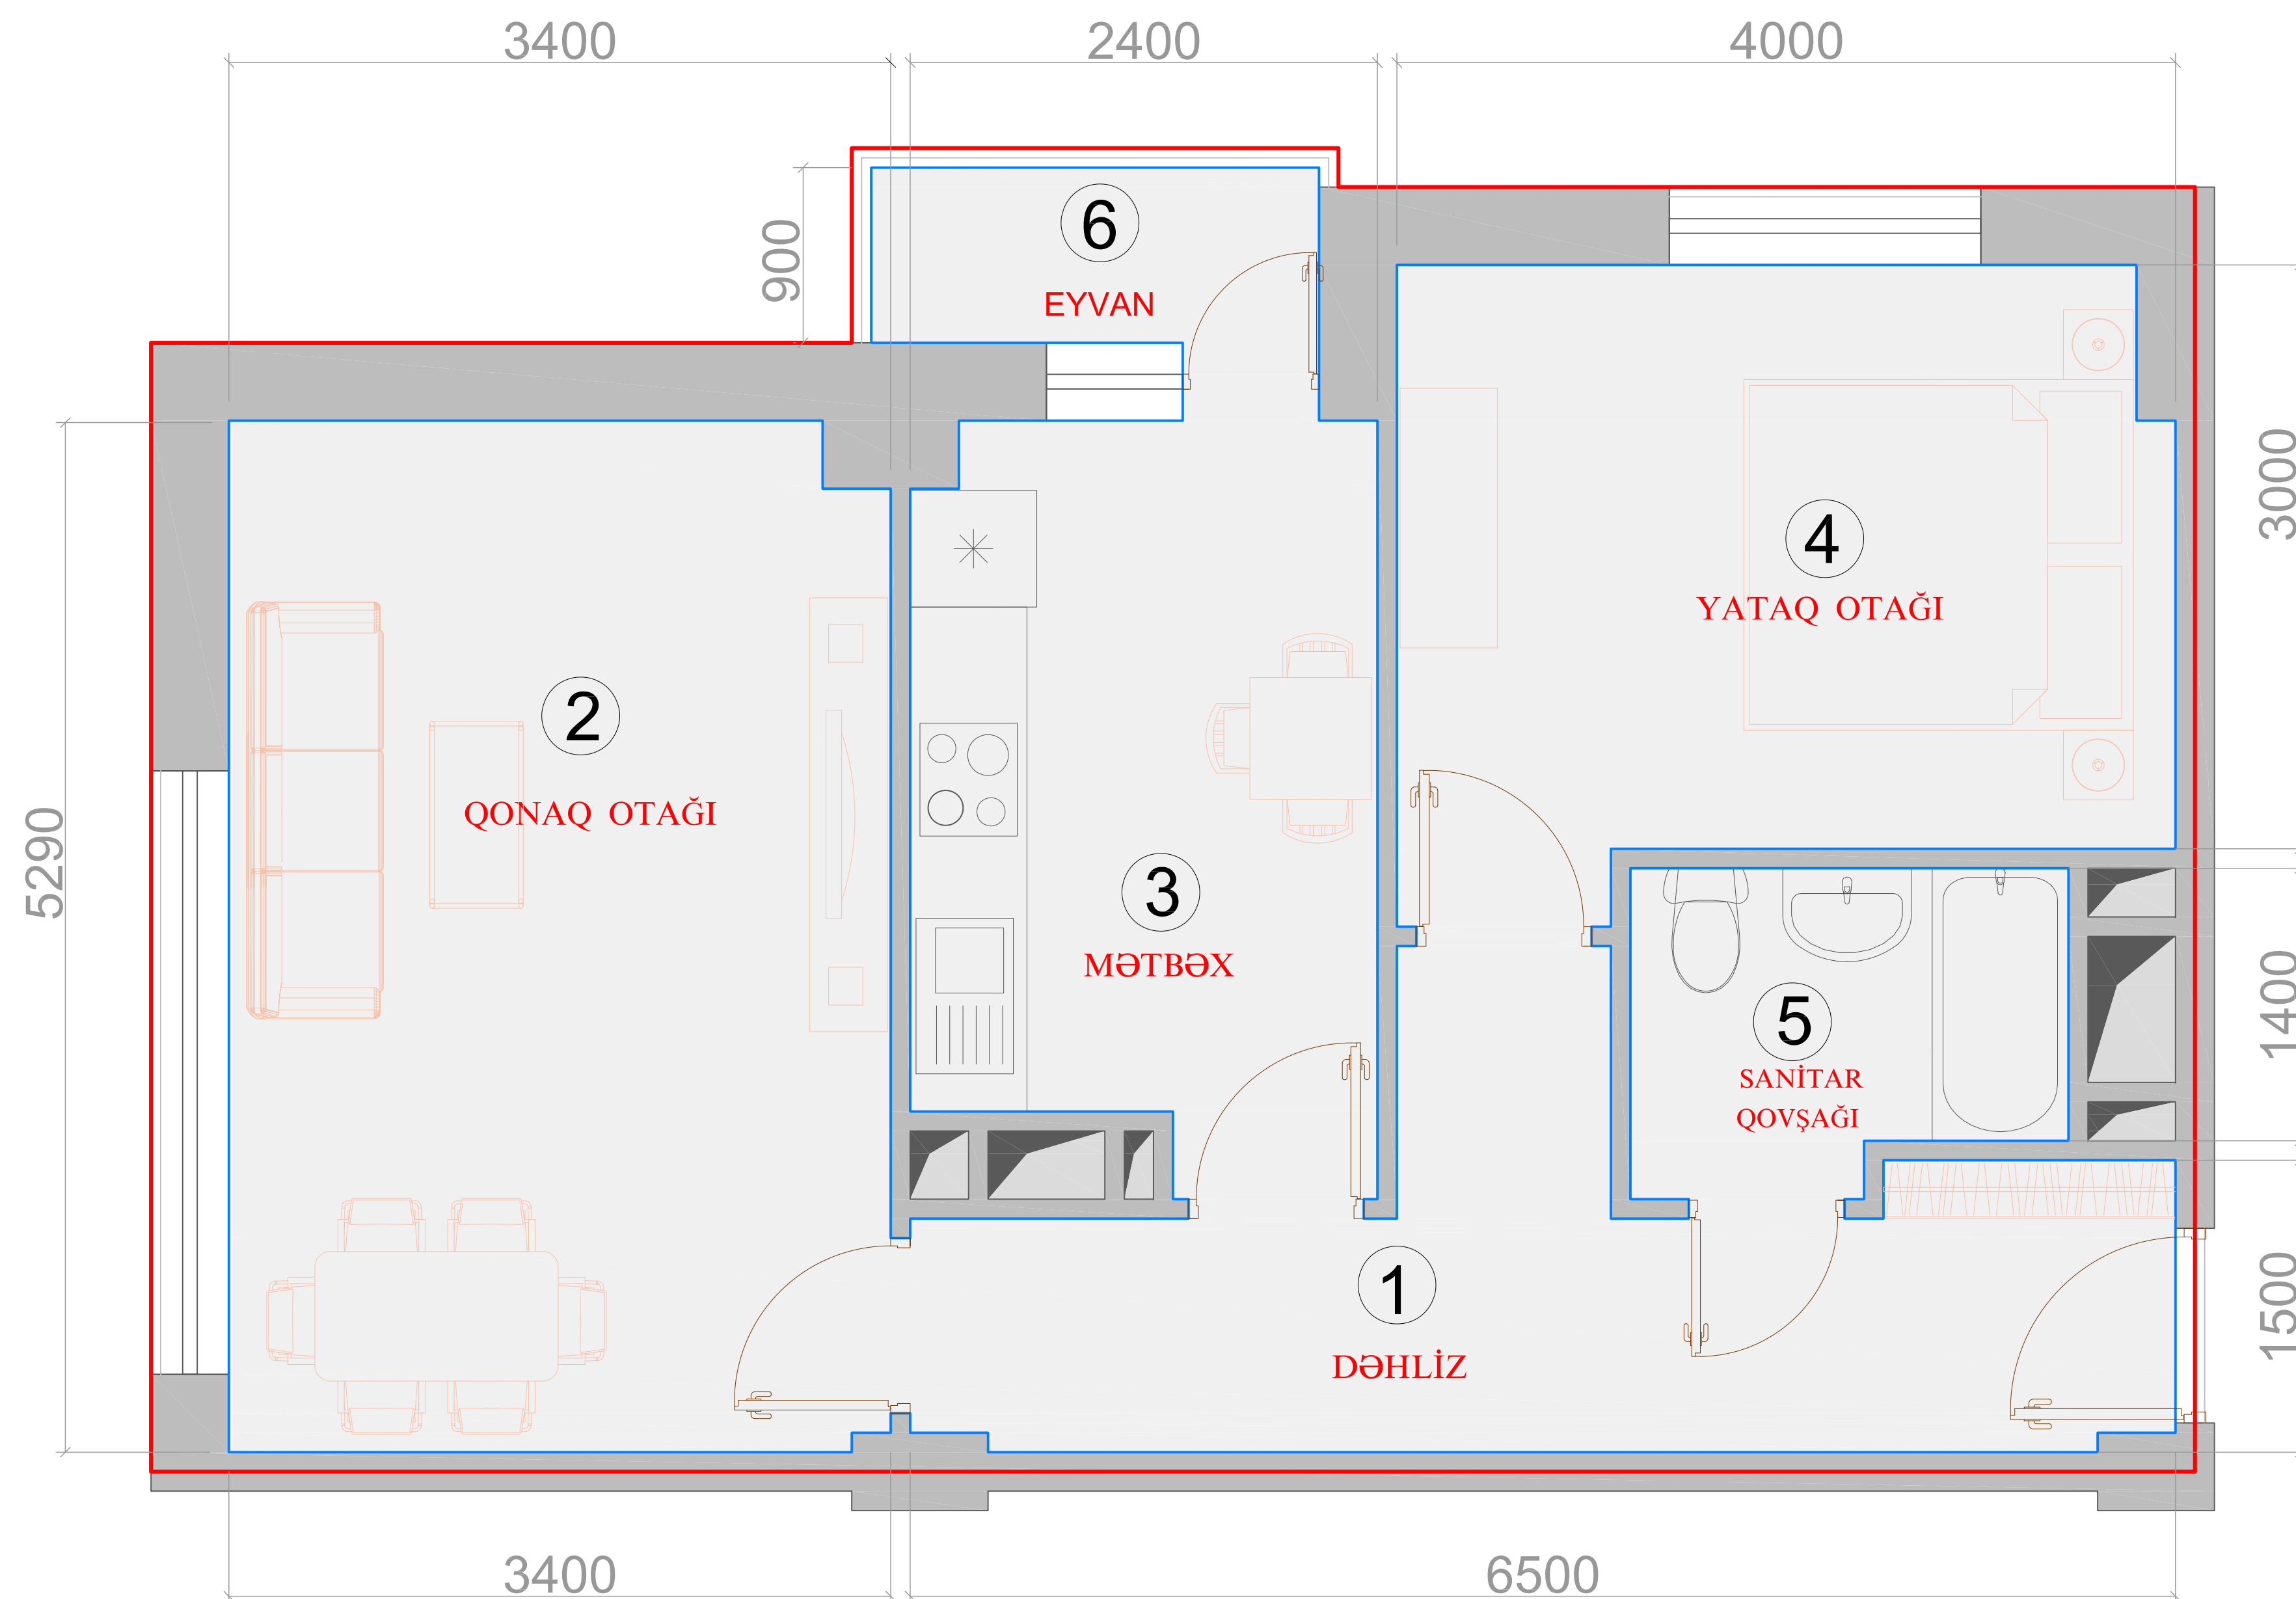 3400
2400
4000
900
6
EYVAN
3000
4
YATAQ OTAĞI
2
QONAQ OTAĞI
5290
3
MƏTBƏX
5
SANİTAR
QOVŞAĞI
1400
1
DƏHLİZ
1500
3400
6500